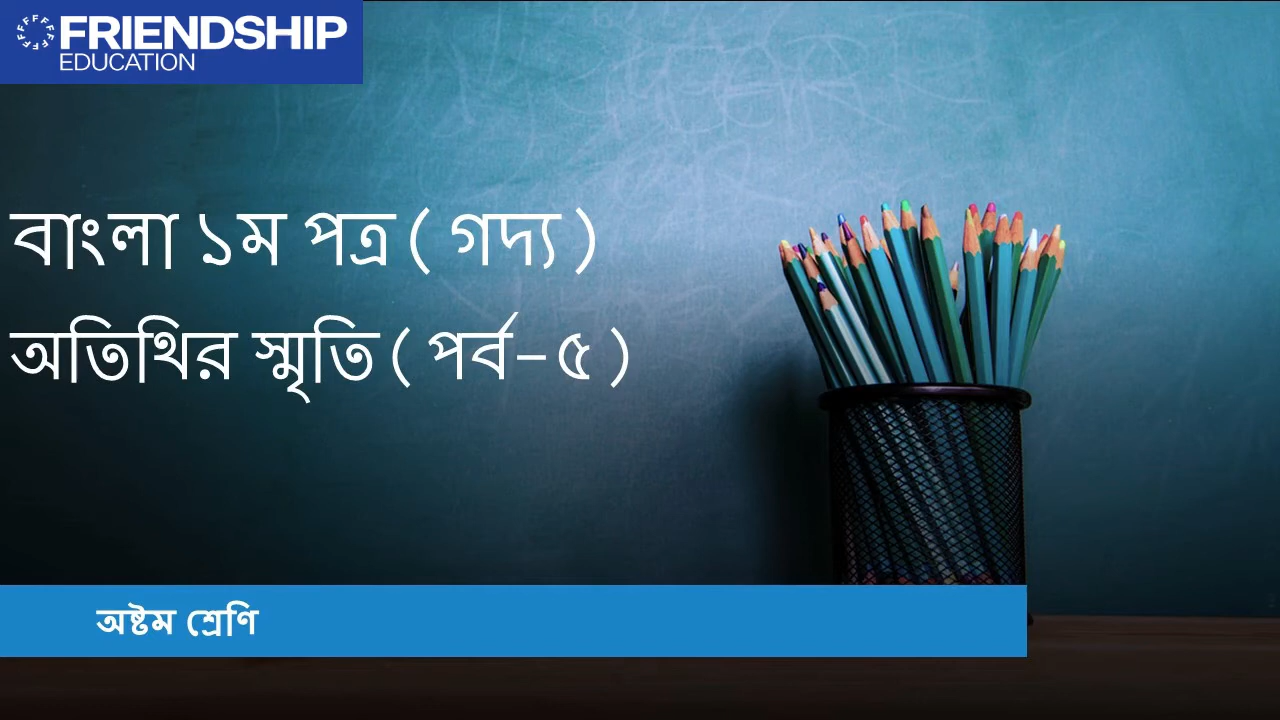 FRIENDSHIP
EDUCATION
বাংলা ১ম পত্র ( গদ্য )
অতিথির স্মৃতি ( পর্ব-৫ )
অষ্টম শ্রেণি